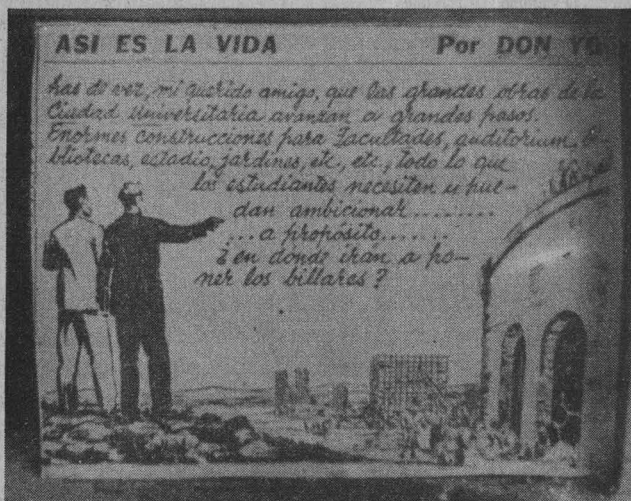 ASI ES LA VIDA Por DON YG
has de ver, mi querido amigo, que las grandes obras de la
Ciudad Universitaria avanzan a grandes pasos.
Enormes construcciones para Facultades, auditorium, bi-
bliotecas, estadio, jardines, etc, etc, todo lo que
los estudiantes necesiten u pue-
dan ambicionar........
...a propósito......
¿en dónde irán a po-
ner los billares?